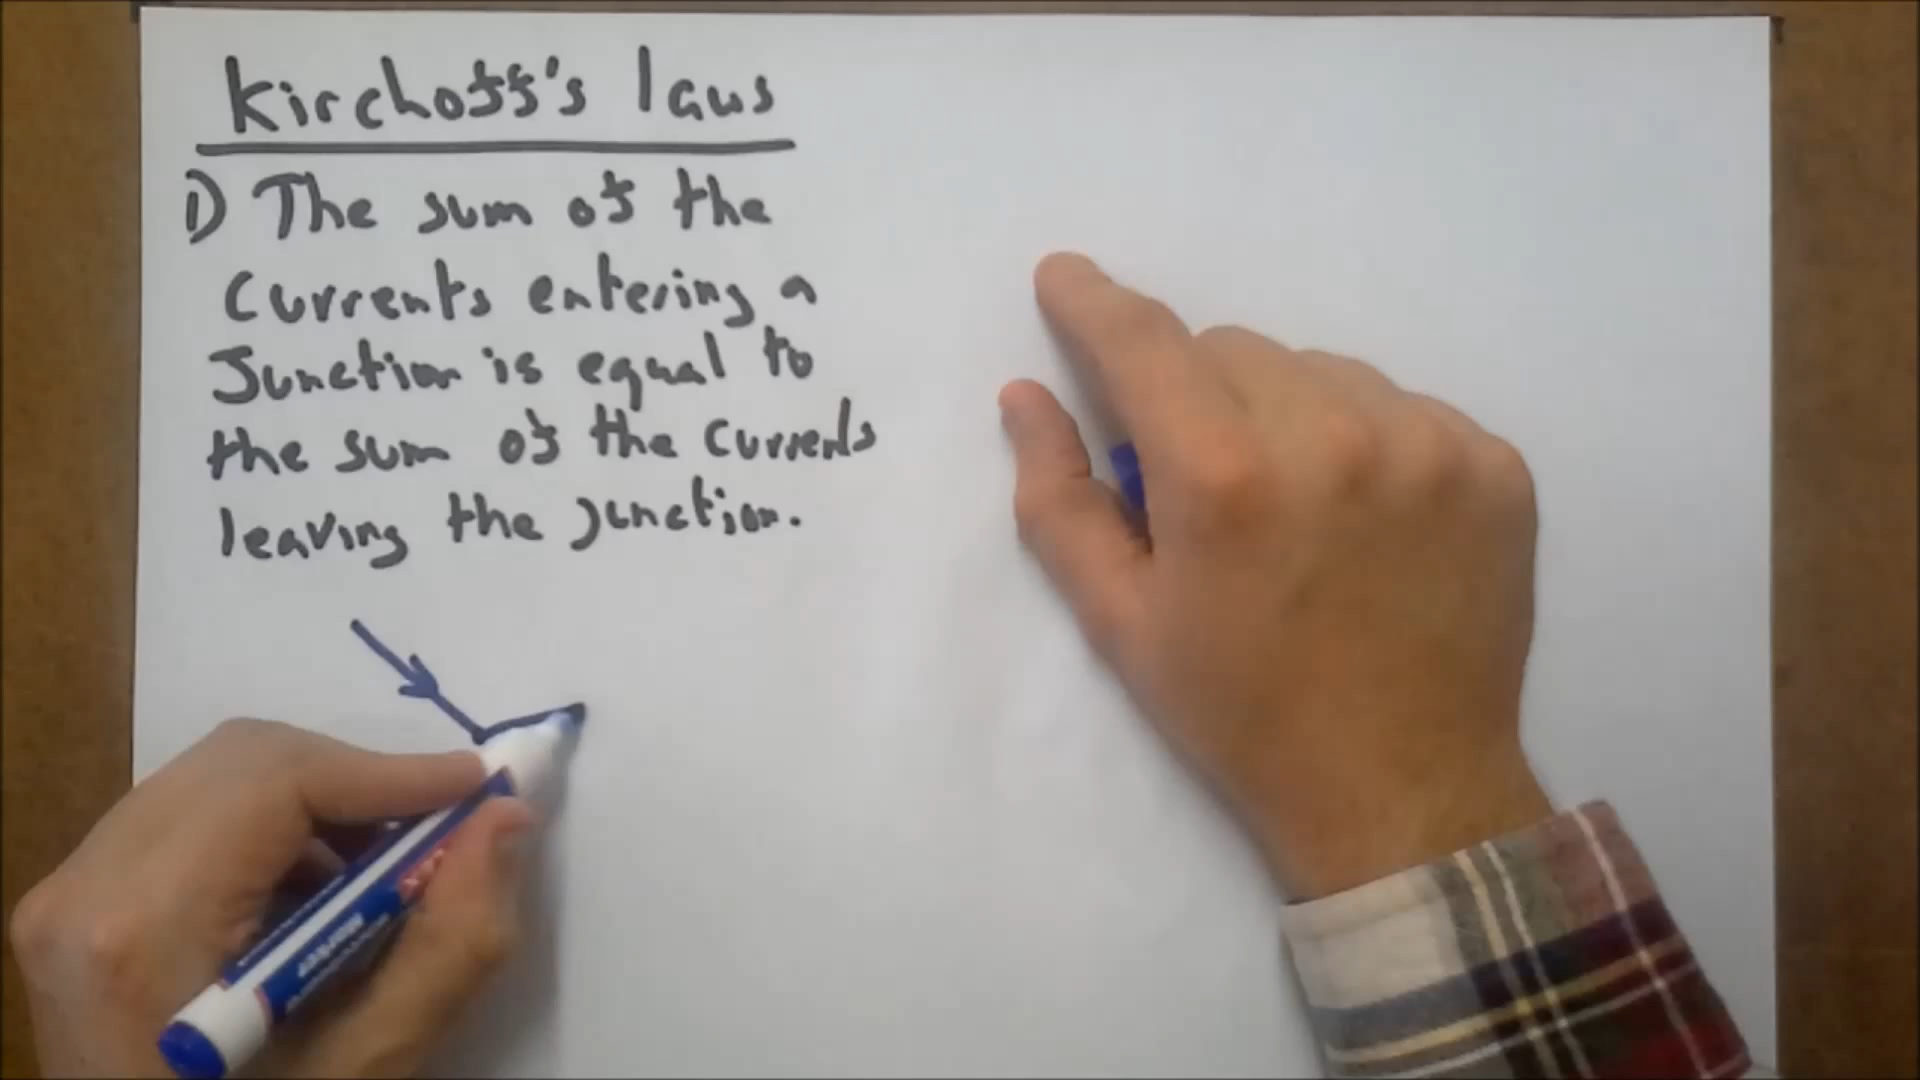 Kirchoff's laws
1) The sum of the
Currents entering a
Junction is equal to
the sum of the Currents
leaving the junction.